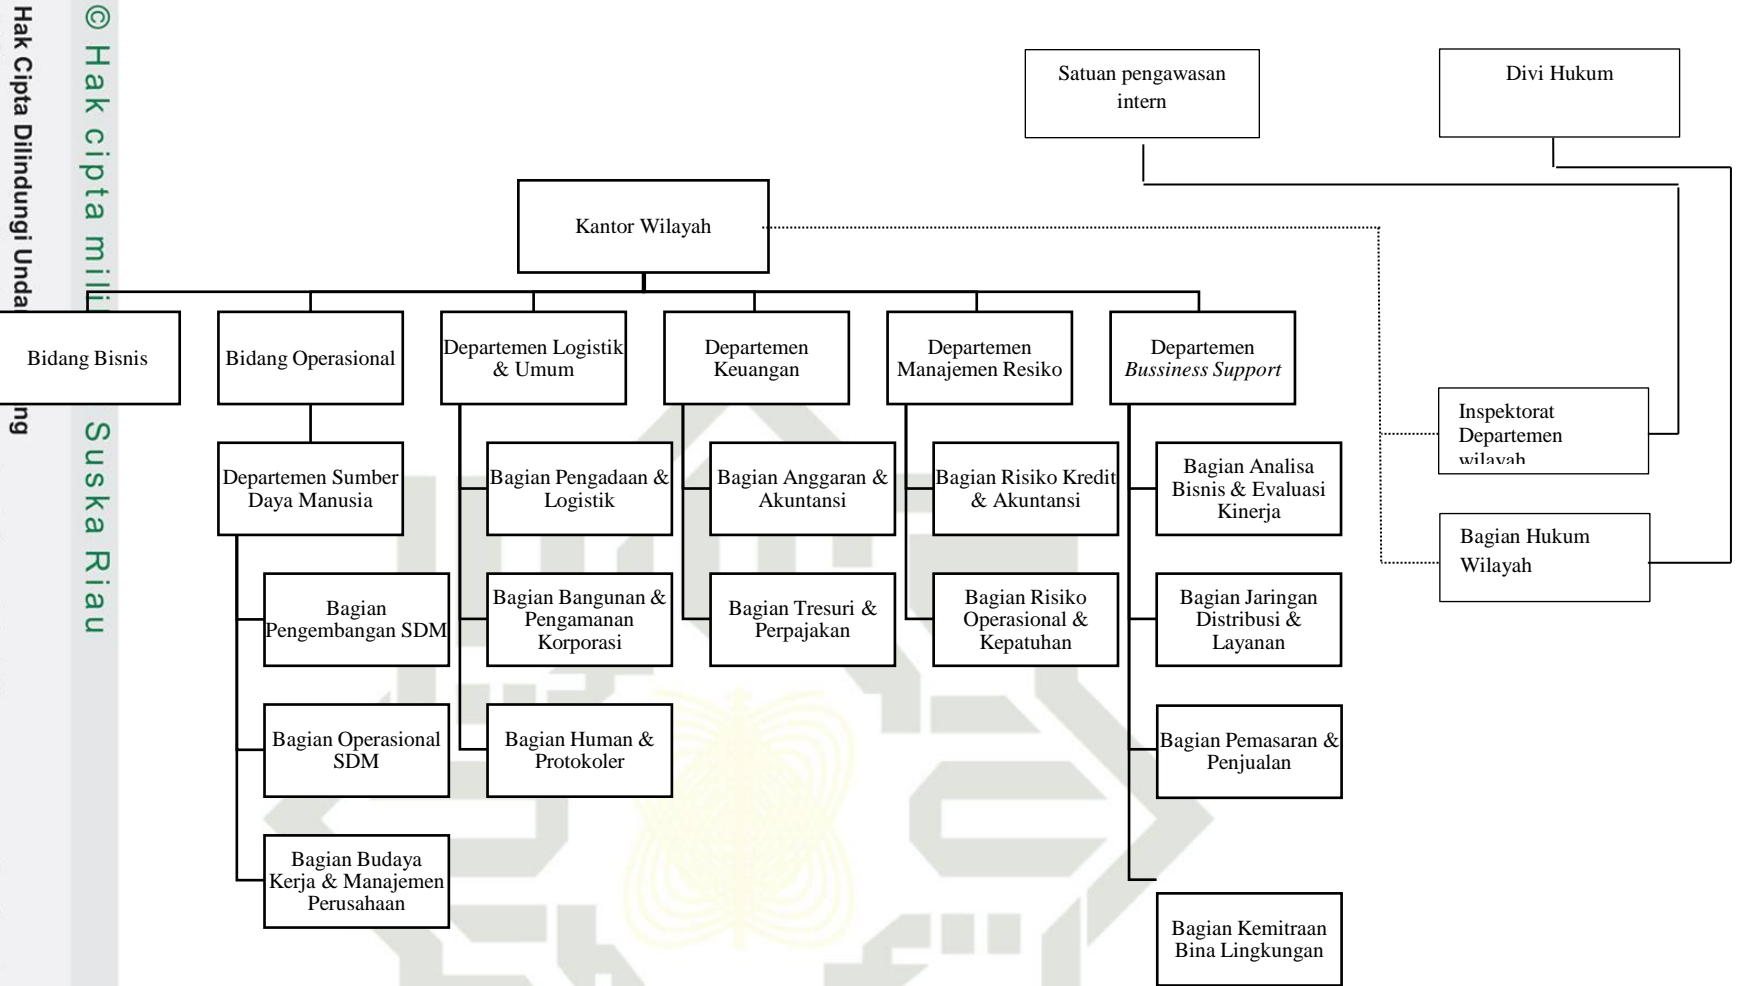 © Hak cipta mili
Suska Riau
Hak Cipta Dilindungi Unda
ng
Satuan pengawasan
intern
Divi Hukum
Kantor Wilayah
Bidang Bisnis
Bidang Operasional
Departemen Logistik
& Umum
Departemen
Keuangan
Departemen
Manajemen Resiko
Departemen
Bussiness Support
Inspektorat
Departemen
wilayah
Departemen Sumber
Daya Manusia
Bagian Pengadaan &
Logistik
Bagian Anggaran &
Akuntansi
Bagian Risiko Kredit
& Akuntansi
Bagian Analisa
Bisnis & Evaluasi
Kinerja
Bagian Hukum
Wilayah
Bagian
Pengembangan SDM
Bagian Bangunan &
Pengamanan
Korporasi
Bagian Tresuri &
Perpajakan
Bagian Risiko
Operasional &
Kepatuhan
Bagian Jaringan
Distribusi &
Layanan
Bagian Operasional
SDM
Bagian Human &
Protokoler
Bagian Pemasaran &
Penjualan
Bagian Budaya
Kerja & Manajemen
Perusahaan
Bagian Kemitraan
Bina Lingkungan